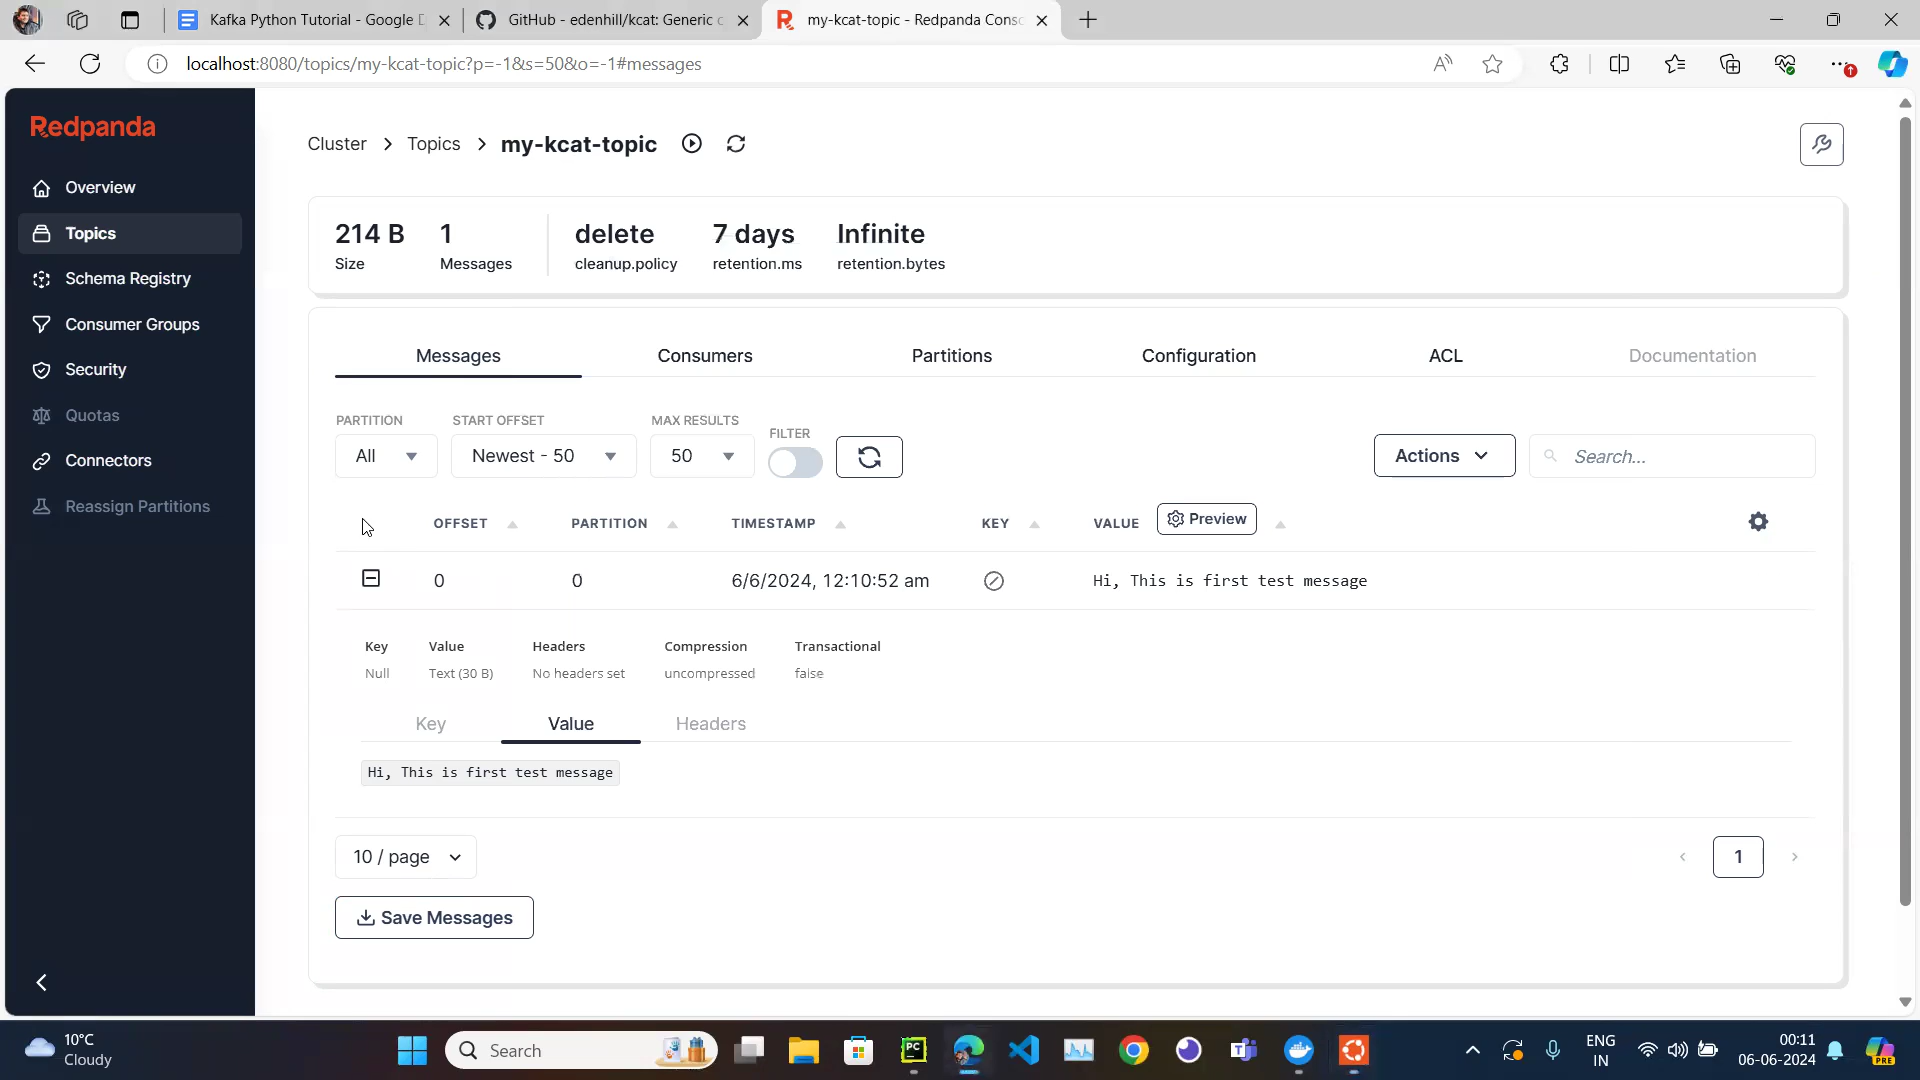 Kafka Python Tutorial - Google D
GitHub - edenhill/kcat: Generic c
my-kcat-topic - Redpanda Conso
localhost:8080/topics/my-kcat-topic?p=-1&s=50&o=-1#messages
Redpanda
Overview
Topics
Schema Registry
Consumer Groups
Security
Quotas
Connectors
Reassign Partitions
Cluster > Topics > my-kcat-topic
214 B 1 delete 7 days Infinite
Size Messages cleanup.policy retention.ms retention.bytes
Messages Consumers Partitions Configuration ACL Documentation
PARTITION START OFFSET MAX RESULTS FILTER
All Newest - 50 50 Actions Search...
OFFSET PARTITION TIMESTAMP KEY VALUE Preview
0 0 6/6/2024, 12:10:52 am Hi, This is first test message
Key Value Headers Compression Transactional
Null Text (30 B) No headers set uncompressed false
Key Value Headers
Hi, This is first test message
10 / page 1
Save Messages
10°C
Cloudy
Search
ENG
IN
00:11
06-06-2024